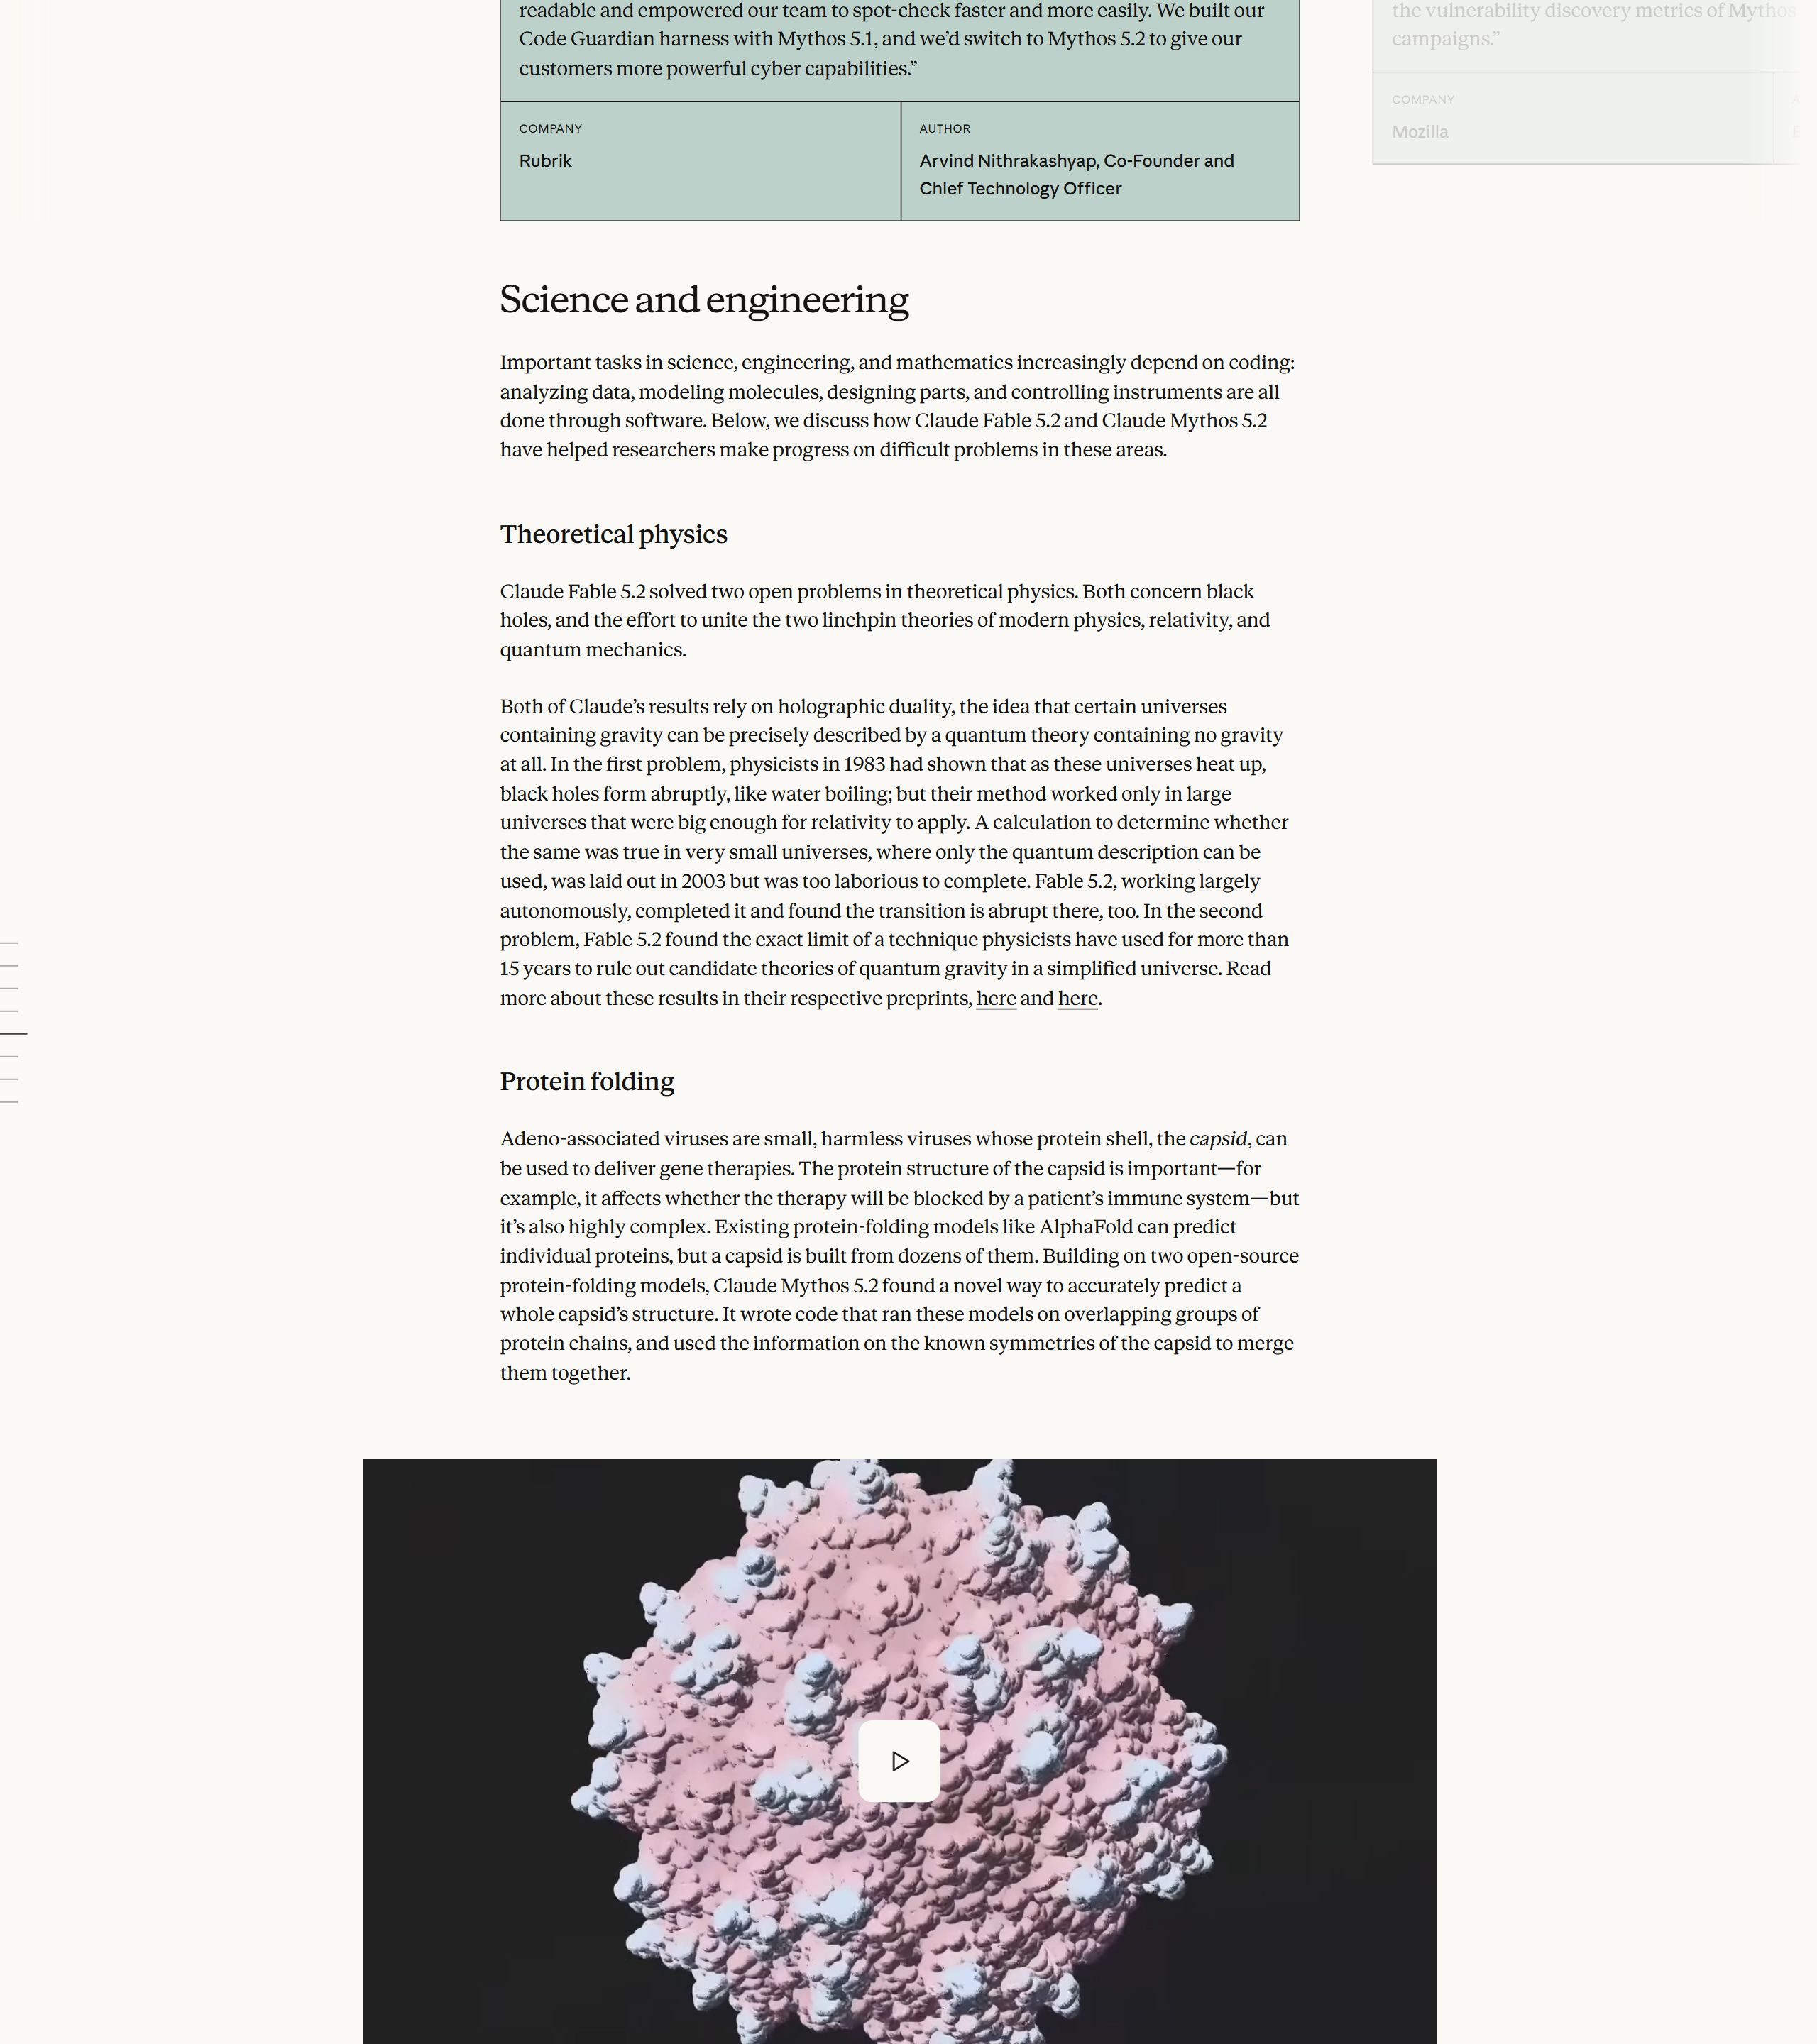 readable and empowered our team to spot-check faster and more easily. We built our
Code Guardian harness with Mythos 5.1, and we’d switch to Mythos 5.2 to give our
customers more powerful cyber capabilities.”
COMPANY
Rubrik
AUTHOR
Arvind Nithrakashyap, Co-Founder and
Chief Technology Officer
the vulnerability discovery metrics of Mythos
campaigns.”
COMPANY
Mozilla
Science and engineering
Important tasks in science, engineering, and mathematics increasingly depend on coding:
analyzing data, modeling molecules, designing parts, and controlling instruments are all
done through software. Below, we discuss how Claude Fable 5.2 and Claude Mythos 5.2
have helped researchers make progress on difficult problems in these areas.
Theoretical physics
Claude Fable 5.2 solved two open problems in theoretical physics. Both concern black
holes, and the effort to unite the two linchpin theories of modern physics, relativity, and
quantum mechanics.
Both of Claude’s results rely on holographic duality, the idea that certain universes
containing gravity can be precisely described by a quantum theory containing no gravity
at all. In the first problem, physicists in 1983 had shown that as these universes heat up,
black holes form abruptly, like water boiling; but their method worked only in large
universes that were big enough for relativity to apply. A calculation to determine whether
the same was true in very small universes, where only the quantum description can be
used, was laid out in 2003 but was too laborious to complete. Fable 5.2, working largely
autonomously, completed it and found the transition is abrupt there, too. In the second
problem, Fable 5.2 found the exact limit of a technique physicists have used for more than
15 years to rule out candidate theories of quantum gravity in a simplified universe. Read
more about these results in their respective preprints, here and here.
Protein folding
Adeno-associated viruses are small, harmless viruses whose protein shell, the capsid, can
be used to deliver gene therapies. The protein structure of the capsid is important—for
example, it affects whether the therapy will be blocked by a patient’s immune system—but
it’s also highly complex. Existing protein-folding models like AlphaFold can predict
individual proteins, but a capsid is built from dozens of them. Building on two open-source
protein-folding models, Claude Mythos 5.2 found a novel way to accurately predict a
whole capsid’s structure. It wrote code that ran these models on overlapping groups of
protein chains, and used the information on the known symmetries of the capsid to merge
them together.